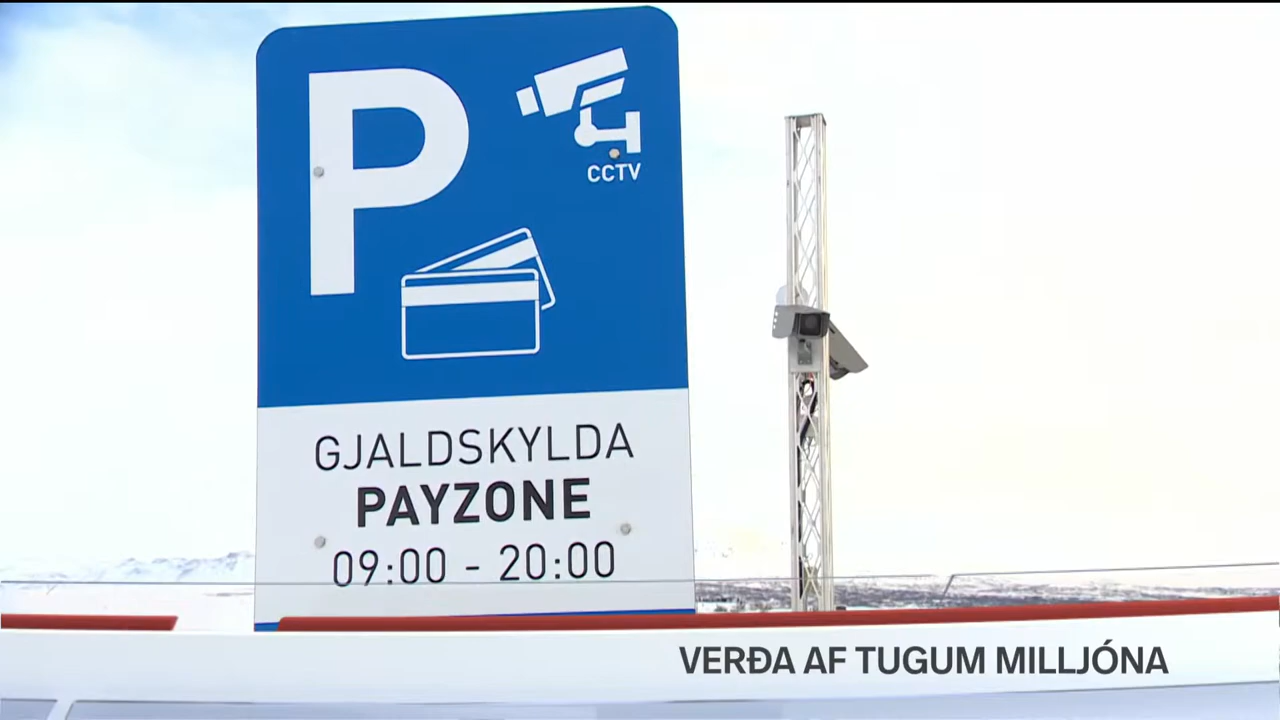 P
CCTV
GJALDSKYLDA
PAYZONE
09:00 - 20:00
VERÐA AF TUGUM MILLJÓNA